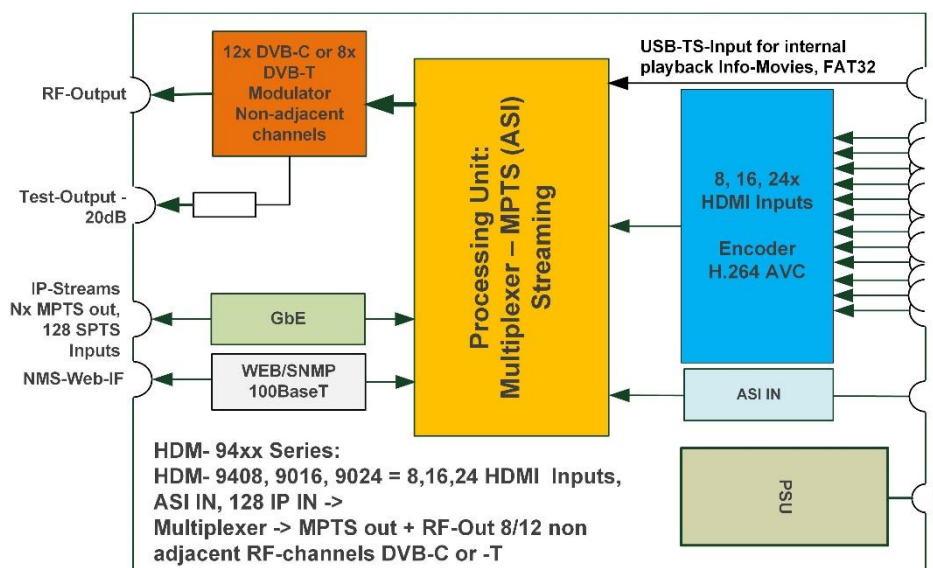 12x DVB-C or 8x
DVB-T
Modulator
Non-adjacent
channels
USB-TS-Input for internal
playback Info-Movies, FAT32
RF-Output
Test-Output -
20dB
Processing Unit:
Multiplexer – MPTS (ASI)
Streaming
8, 16, 24x
HDMI Inputs
Encoder
H.264 AVC
IP-Streams
Nx MPTS out,
128 SPTS
Inputs
GbE
NMS-Web-IF
WEB/SNMP
100BaseT
ASI IN
HDM- 94xx Series:
HDM- 9408, 9016, 9024 = 8,16,24 HDMI  Inputs,
ASI IN, 128 IP IN ->
Multiplexer -> MPTS out + RF-Out 8/12 non
adjacent RF-channels DVB-C or -T
PSU